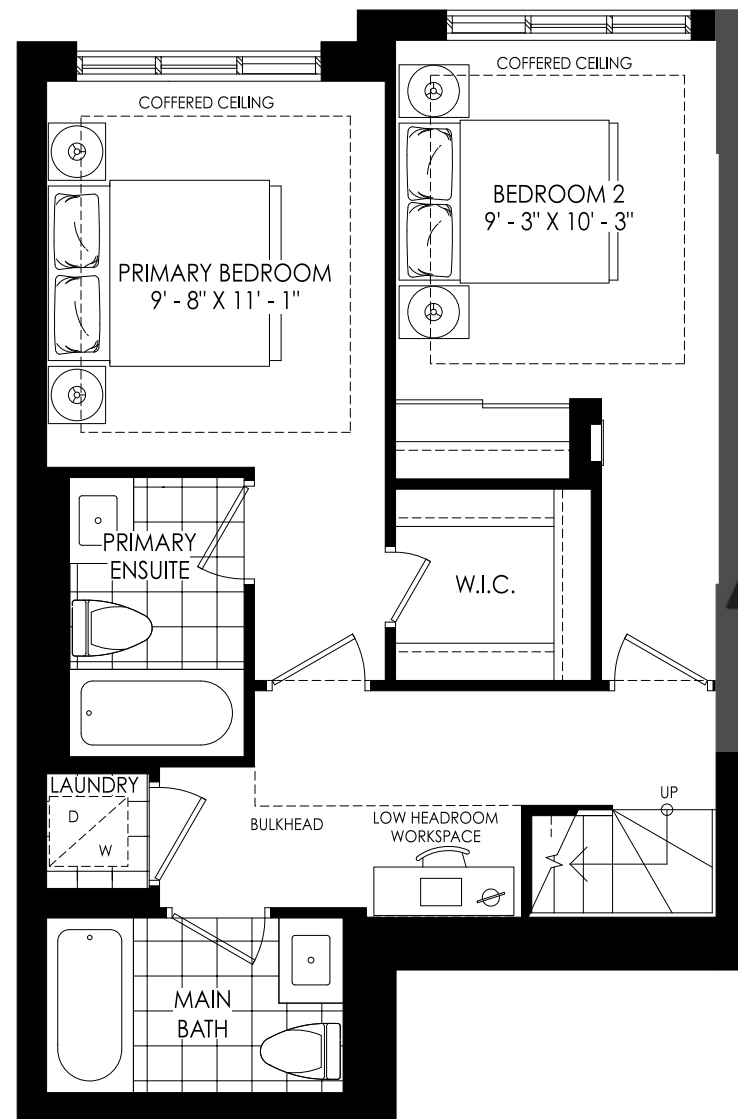 COFFERED CEILING
COFFERED CEILING
BEDROOM 2
9' - 3" X 10' - 3"
PRIMARY BEDROOM
9' - 8" X 11' - 1"
PRIMARY
ENSUITE
W.I.C.
LAUNDRY
D
W
BULKHEAD
LOW HEADROOM
WORKSPACE
UP
MAIN
BATH